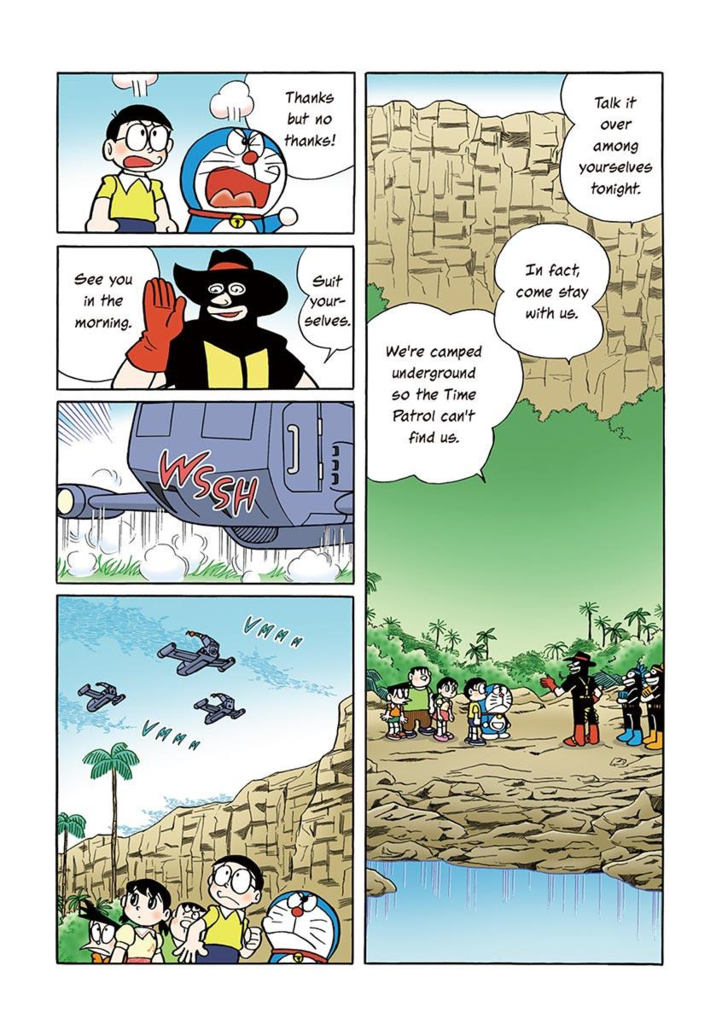 Talk it
over
among
yourselves
tonight.
In fact,
come stay
with us.
We're camped
underground
so the Time
Patrol can't
find us.
Thanks
but no
thanks!
Suit
your-
selves.
See you
in the
morning.
WSSH
VMMM
VMMM